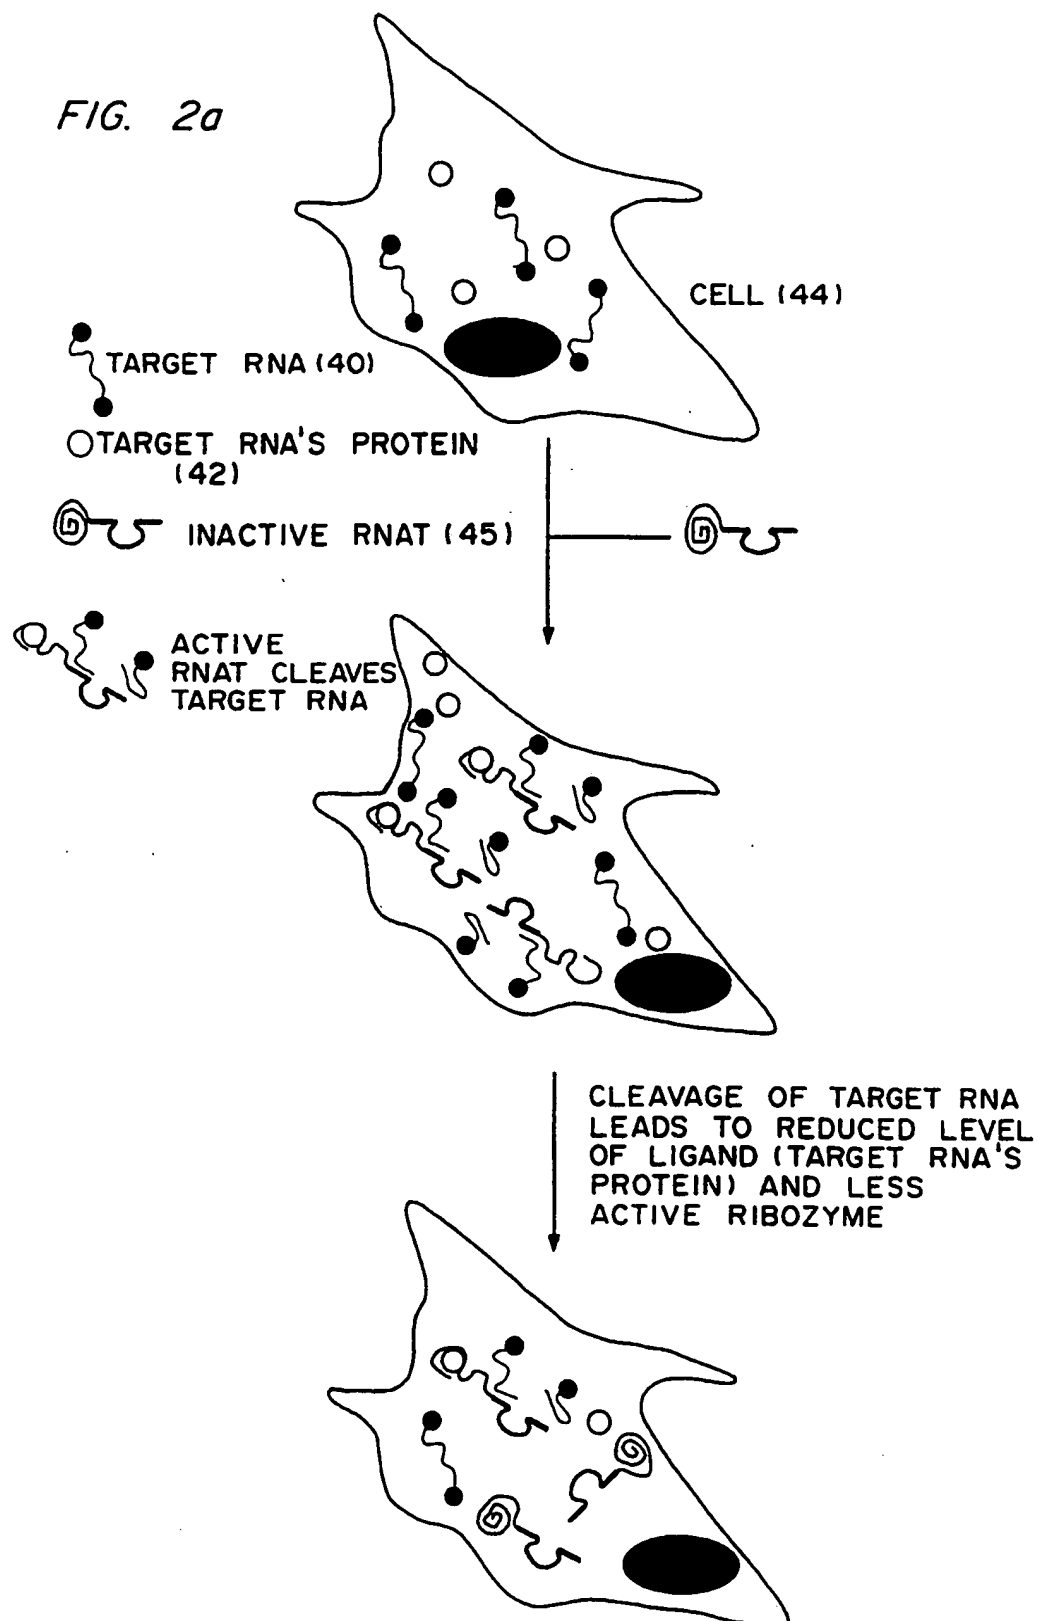 FIG. 2a
CELL (44)
TARGET RNA (40)
TARGET RNA'S PROTEIN
(42)
INACTIVE RNAT (45)
ACTIVE
RNAT CLEAVES
TARGET RNA
CLEAVAGE OF TARGET RNA
LEADS TO REDUCED LEVEL
OF LIGAND (TARGET RNA'S
PROTEIN) AND LESS
ACTIVE RIBOZYME